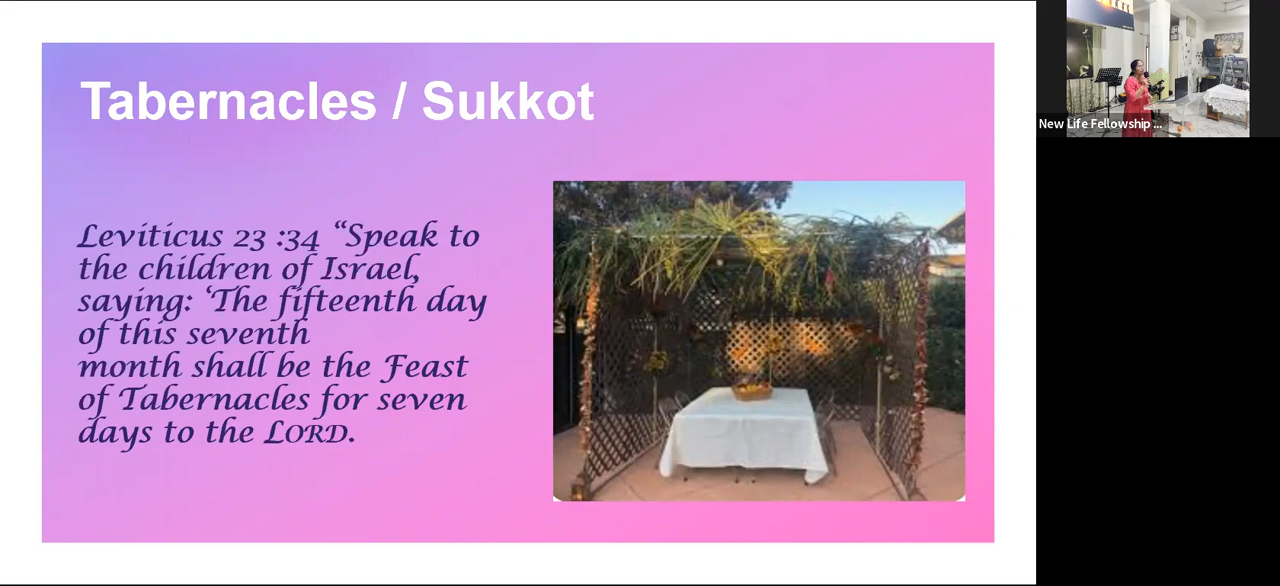 Tabernacles / Sukkot
Leviticus 23 :34 “Speak to
the children of Israel,
saying: ‘The fifteenth day
of this seventh
month shall be the Feast
of Tabernacles for seven
days to the LORD.
New Life Fellowship ...